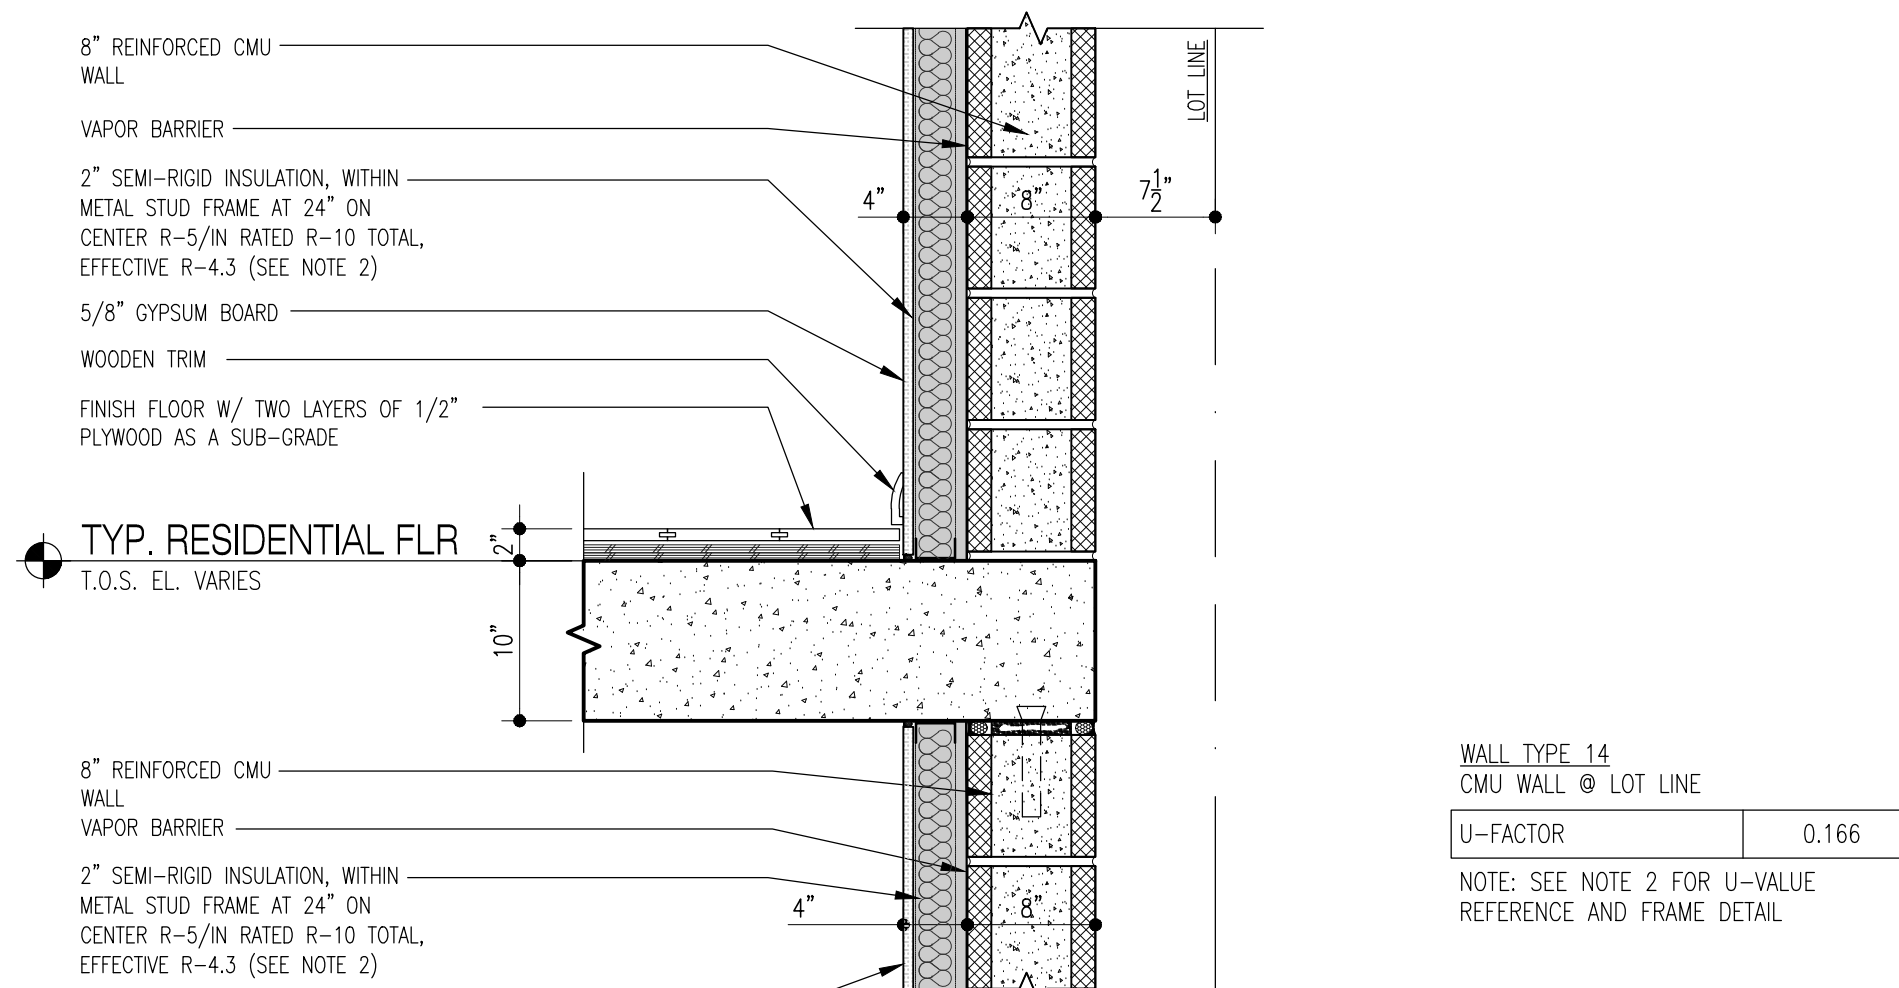 8" REINFORCED CMU
WALL
VAPOR BARRIER
2" SEMI-RIGID INSULATION, WITHIN
METAL STUD FRAME AT 24" ON
CENTER R-5/IN RATED R-10 TOTAL,
EFFECTIVE R-4.3 (SEE NOTE 2)
5/8" GYPSUM BOARD
WOODEN TRIM
FINISH FLOOR W/ TWO LAYERS OF 1/2"
PLYWOOD AS A SUB-GRADE
LOT LINE
4"
8"
7 1/2"
TYP. RESIDENTIAL FLR
T.O.S. EL. VARIES
2"
10"
8" REINFORCED CMU
WALL
VAPOR BARRIER
2" SEMI-RIGID INSULATION, WITHIN
METAL STUD FRAME AT 24" ON
CENTER R-5/IN RATED R-10 TOTAL,
EFFECTIVE R-4.3 (SEE NOTE 2)
4"
8"
WALL TYPE 14
CMU WALL @ LOT LINE
U-FACTOR 0.166
NOTE: SEE NOTE 2 FOR U-VALUE
REFERENCE AND FRAME DETAIL